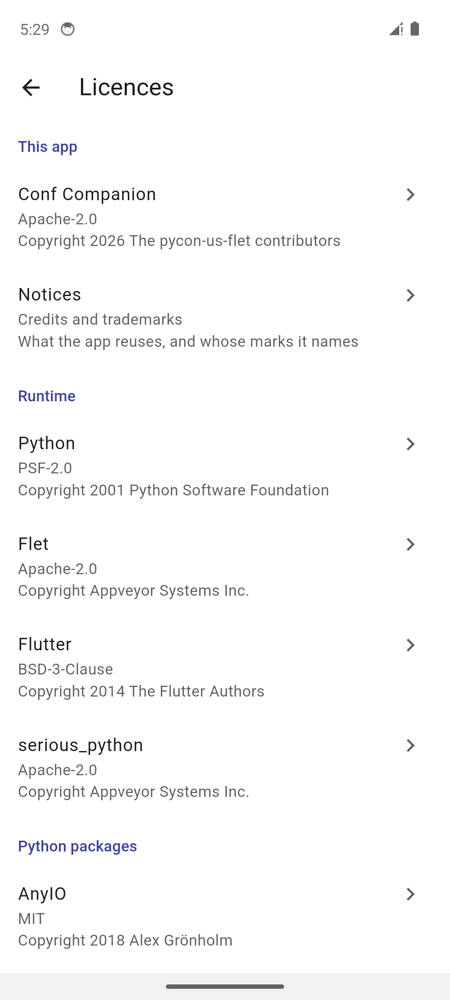 5:29
Licences
This app
Conf Companion
Apache-2.0
Copyright 2026 The pycon-us-flet contributors
Notices
Credits and trademarks
What the app reuses, and whose marks it names
Runtime
Python
PSF-2.0
Copyright 2001 Python Software Foundation
Flet
Apache-2.0
Copyright Appveyor Systems Inc.
Flutter
BSD-3-Clause
Copyright 2014 The Flutter Authors
serious_python
Apache-2.0
Copyright Appveyor Systems Inc.
Python packages
AnyIO
MIT
Copyright 2018 Alex Grönholm